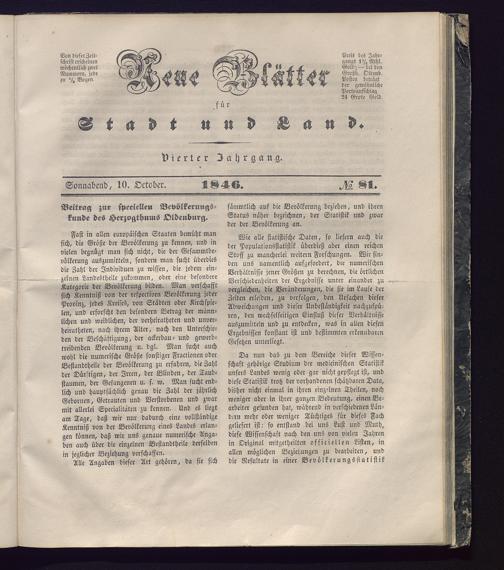 Von dieser Zeit-
schrift erscheinen
wöchentlich zwei
Nummern, jede
zu ¾ Bogen.
Neue Blätter
für
Stadt und Land.
Preis des Jahr-
gangs
Gold; — bei den
Großh. Oldenb.
Posten beträgt
der gewöhnliche
Portoaufschlag
24 Grote Gold.
Vierter Jahrgang.
Sonnabend, 10. October. 1846. № 81.
Beitrag zur speciellen Bevölkerungs-
kunde des Herzogthums Oldenburg.
Fast in allen europäischen Staaten bemüht man
sich, die Größe der Bevölkerung zu kennen, und in
vielen begnügt man sich nicht, die der Gesammtbe-
völkerung auszumitteln, sondern man sucht überdies
die Zahl der Individuen zu wissen, die jedem ein-
zelnen Landestheile zukommen, oder eine besondere
Kategorie der Bevölkerung bilden. Man verschafft
sich Kenntniß von der respectiven Bevölkerung jeder
Provinz, jedes Kreises, von Städten oder Kirchspie-
len, und erforscht den besondern Betrag der männ-
lichen und weiblichen, der verheiratheten und unver-
heiratheten, nach ihrem Alter, nach den Unterschie-
den der Beschäftigung, der ackerbau- und gewerb-
treibenden Bevölkerung u. dgl. Man sucht auch
wohl die numerische Größe sonstiger Fractionen oder
Bestandtheile der Bevölkerung zu erfahren, die Zahl
der Dürftigen, der Irren, der Blinden, der Taub-
stummen, der Gefangenen u. s. w. Man sucht end-
lich und hauptsächlich genau die Zahl der jährlich
Gebornen, Getrauten und Verstorbenen und zwar
mit allerlei Specialitäten zu kennen. Und es liegt
am Tage, daß wir nur dadurch eine vollständige
Kenntniß von der Bevölkerung eines Landes erlan-
gen können, daß wir uns genaue numerische Anga-
ben auch über die einzelnen Bestandtheile derselben
in jeglicher Beziehung verschaffen.
Alle Angaben dieser Art gehören, da sie sich
sämmtlich auf die Bevölkerung beziehen, und ihren
Status näher bezeichnen, der Statistik und zwar
der der Bevölkerung an.
Wie alle statistische Daten, so liefern auch die
der Populationsstatistik überdies aber einen reichen
Stoff zu mancherlei weitern Forschungen. Wir fin-
den uns namentlich aufgefordert, die numerischen
Verhältnisse jener Größen zu berechnen, die örtlichen
Verschiedenheiten der Ergebnisse unter einander zu
vergleichen, die Veränderungen, die sie im Laufe der
Zeiten erleiden, zu verfolgen, den Ursachen dieser
Abweichungen und dieser Unbeständigkeit nachzufor-
schen, den wechselseitigen Einfluß dieser Verhältnisse
auszumitteln und zu entdecken, was in allen diesen
Ergebnissen constant ist und bestimmten erkennbaren
Gesetzen unterliegt.
Da nun das zu dem Bereiche dieser Wissen-
schaft gehörige Studium der medicinischen Statistik
unsers Landes wenig oder gar nicht gepflegt ist, und
diese Statistik trotz der vorhandenen schätzbaren Data,
bisher nicht einmal in ihren einzelnen Theilen, noch
weniger aber in ihrer ganzen Bedeutung, einen Be-
arbeiter gefunden hat, während in verschiedenen Län-
dern mehr oder weniger Tüchtiges für dieses Fach
geliefert ist: so entstand bei uns Lust und Muth,
diese Wissenschaft nach den uns von vielen Jahren
in Original mitgetheilten officiellen Listen, in
allen möglichen Beziehungen zu bearbeiten, und
die Resultate in einer Bevölkerungsstatistik